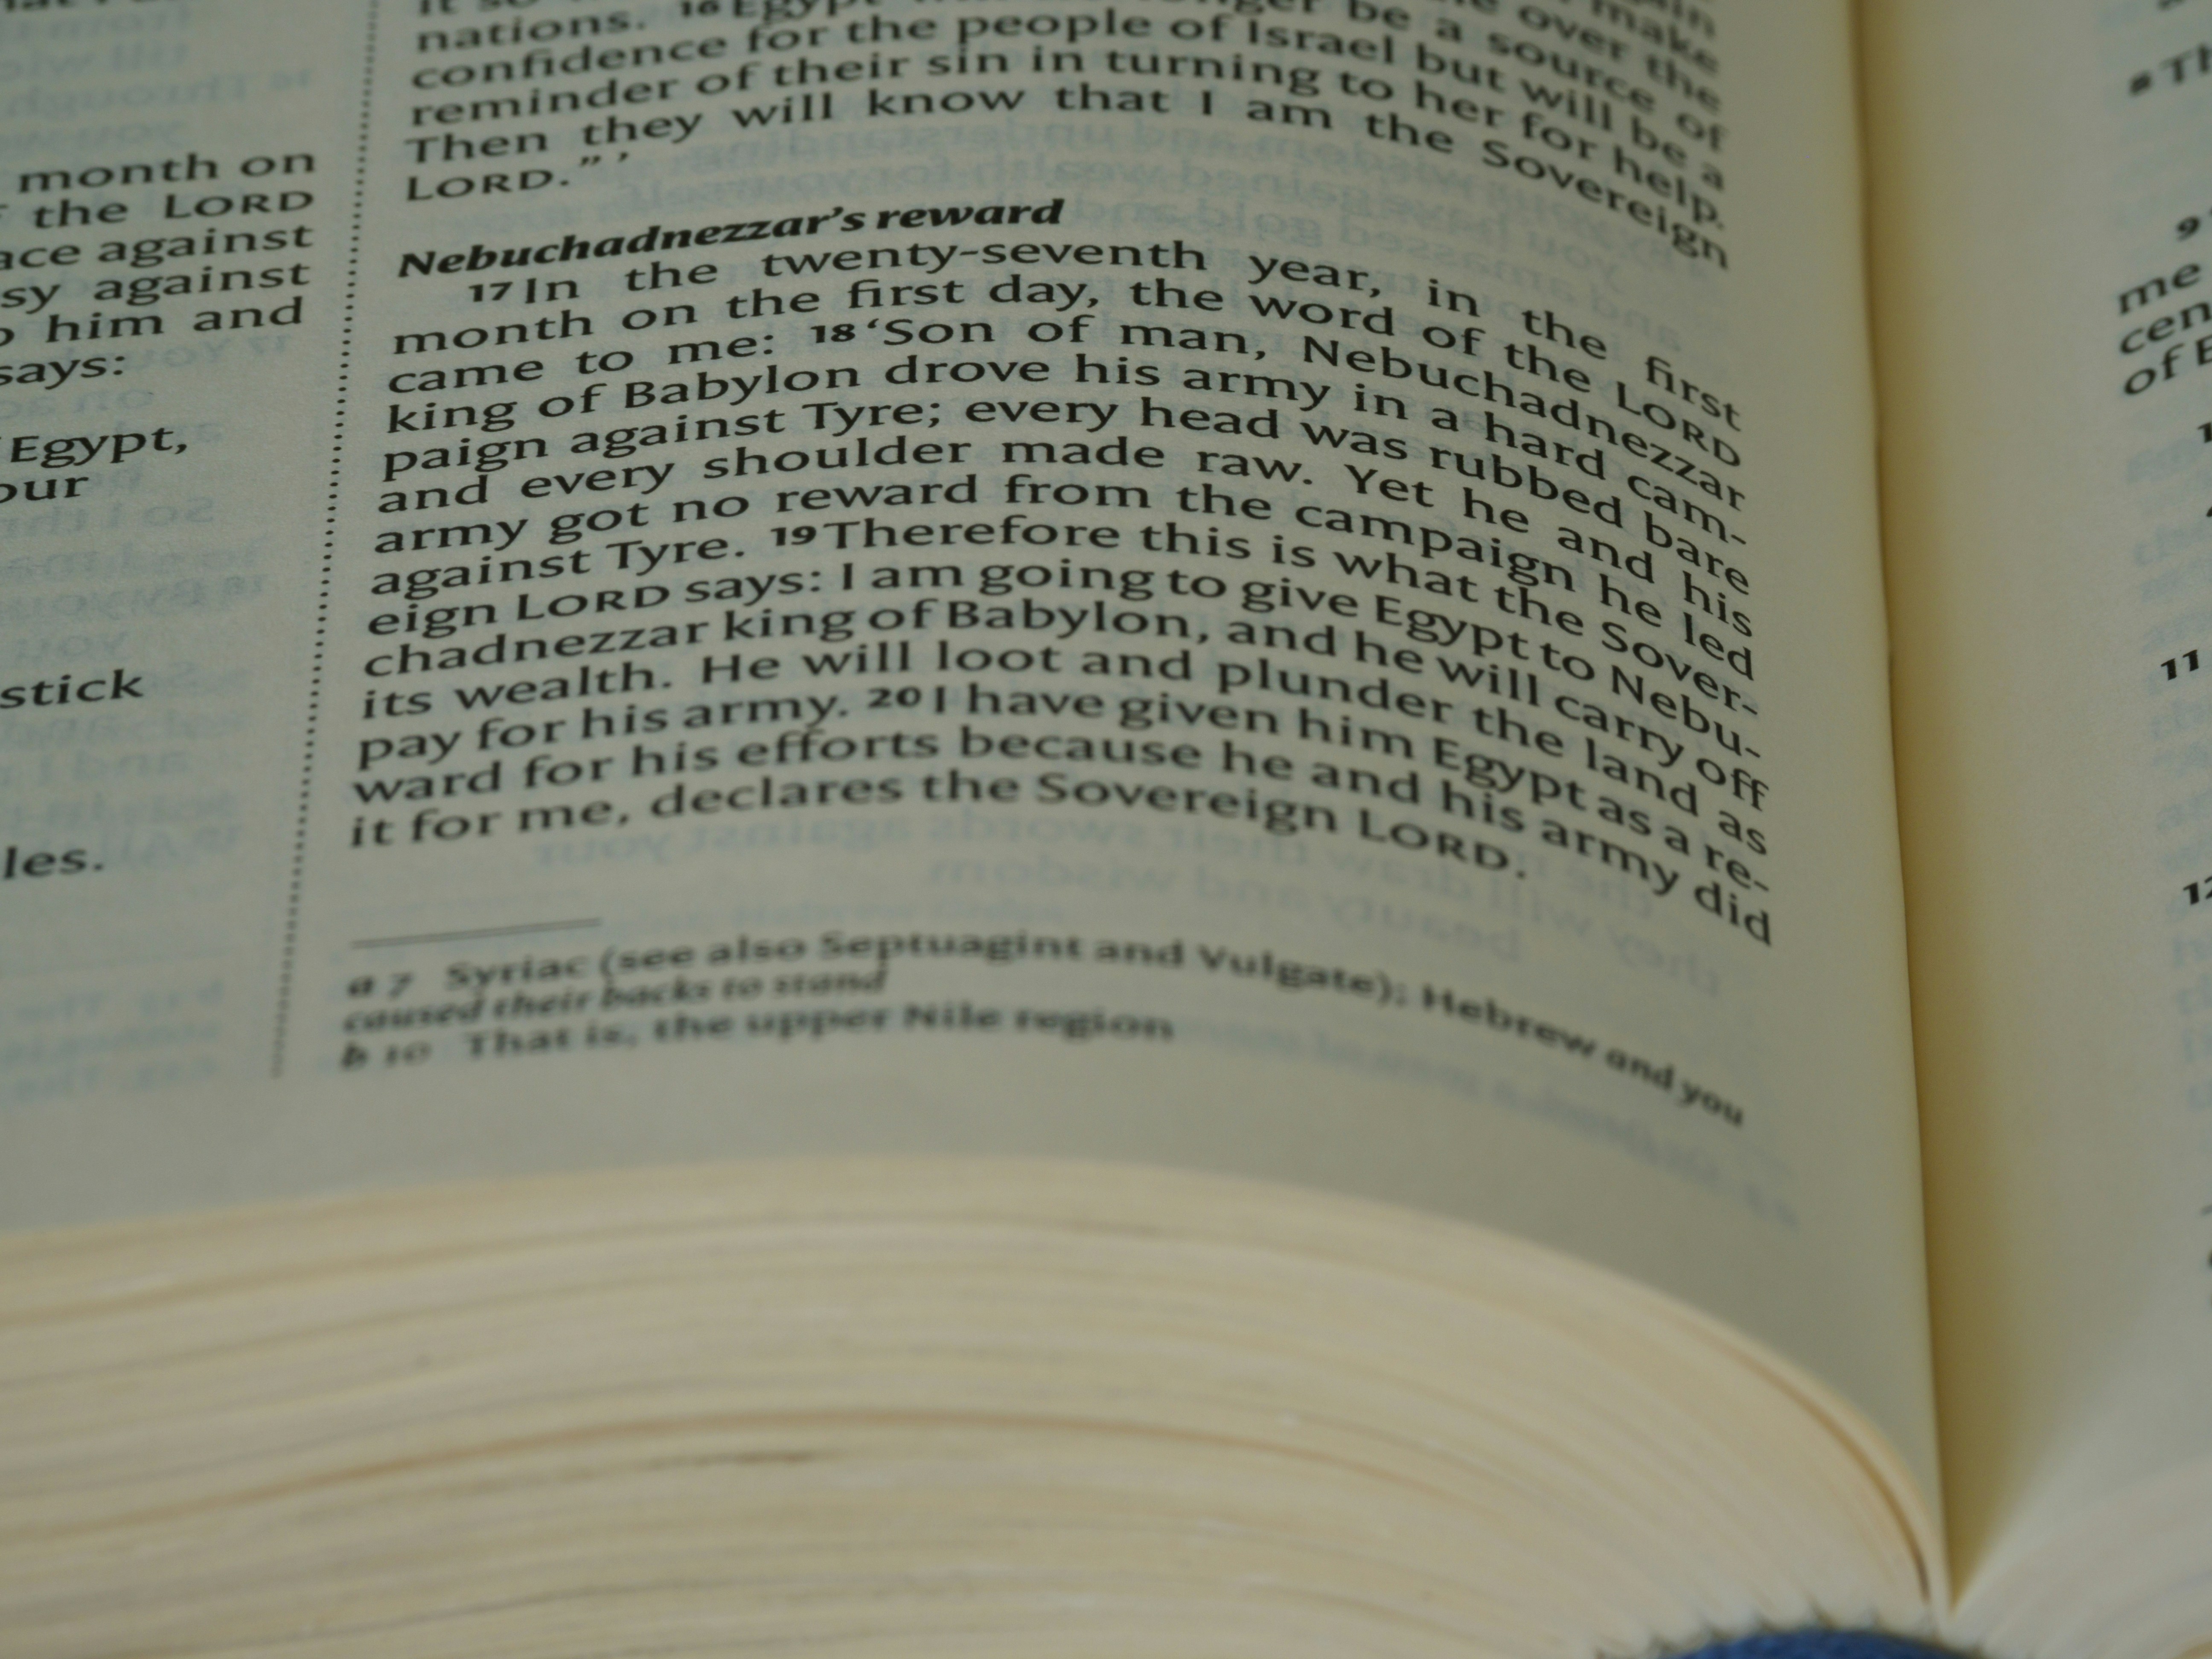 month on
the LORD
against
against
him and
says:
Egypt,
stick
nations. 16 Egypt be a source of
confidence for the people of Israel but will be a
reminder of their sin in turning to her for help.
Then they will know that I am the Sovereign
LORD.” ’
Nebuchadnezzar’s reward
17 In the twenty-seventh year, in the first
month on the first day, the word of the LORD
came to me: 18 ‘Son of man, Nebuchadnezzar
king of Babylon drove his army in a hard cam-
paign against Tyre; every head was rubbed bare
and every shoulder made raw. Yet he and his
army got no reward from the campaign he led
against Tyre. 19 Therefore this is what the Sover-
eign LORD says: I am going to give Egypt to Nebu-
chadnezzar king of Babylon, and he will carry off
its wealth. He will loot and plunder the land as
pay for his army. 20 I have given him Egypt as a re-
ward for his efforts because he and his army did
it for me, declares the Sovereign LORD.
a 7 Syriac (see also Septuagint and Vulgate); Hebrew and you
caused their backs to stand
b 10 That is, the upper Nile region
9
me
11